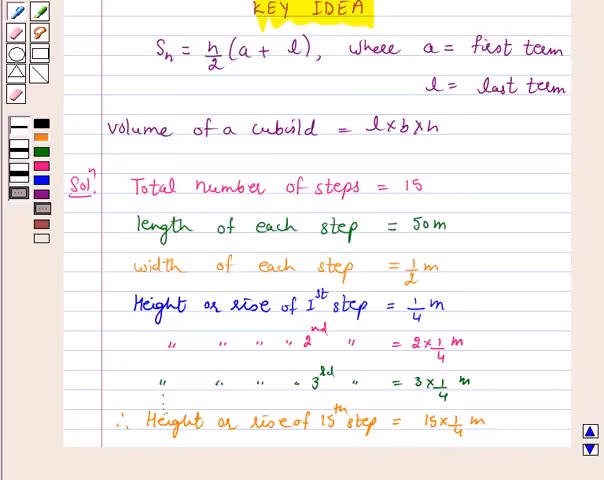 KEY IDEA
Sn = n/2 (a + l), where a = first term
l = last term
volume of a cuboid = l×b×h
Solⁿ. Total number of steps = 15
length of each step = 50m
width of each step = 1/2 m
Height or rise of Ist step = 1/4 m
" " " " 2nd " = 2×1/4 m
" " " " 3rd " = 3×1/4 m
∴ Height or rise of 15th step = 15×1/4 m